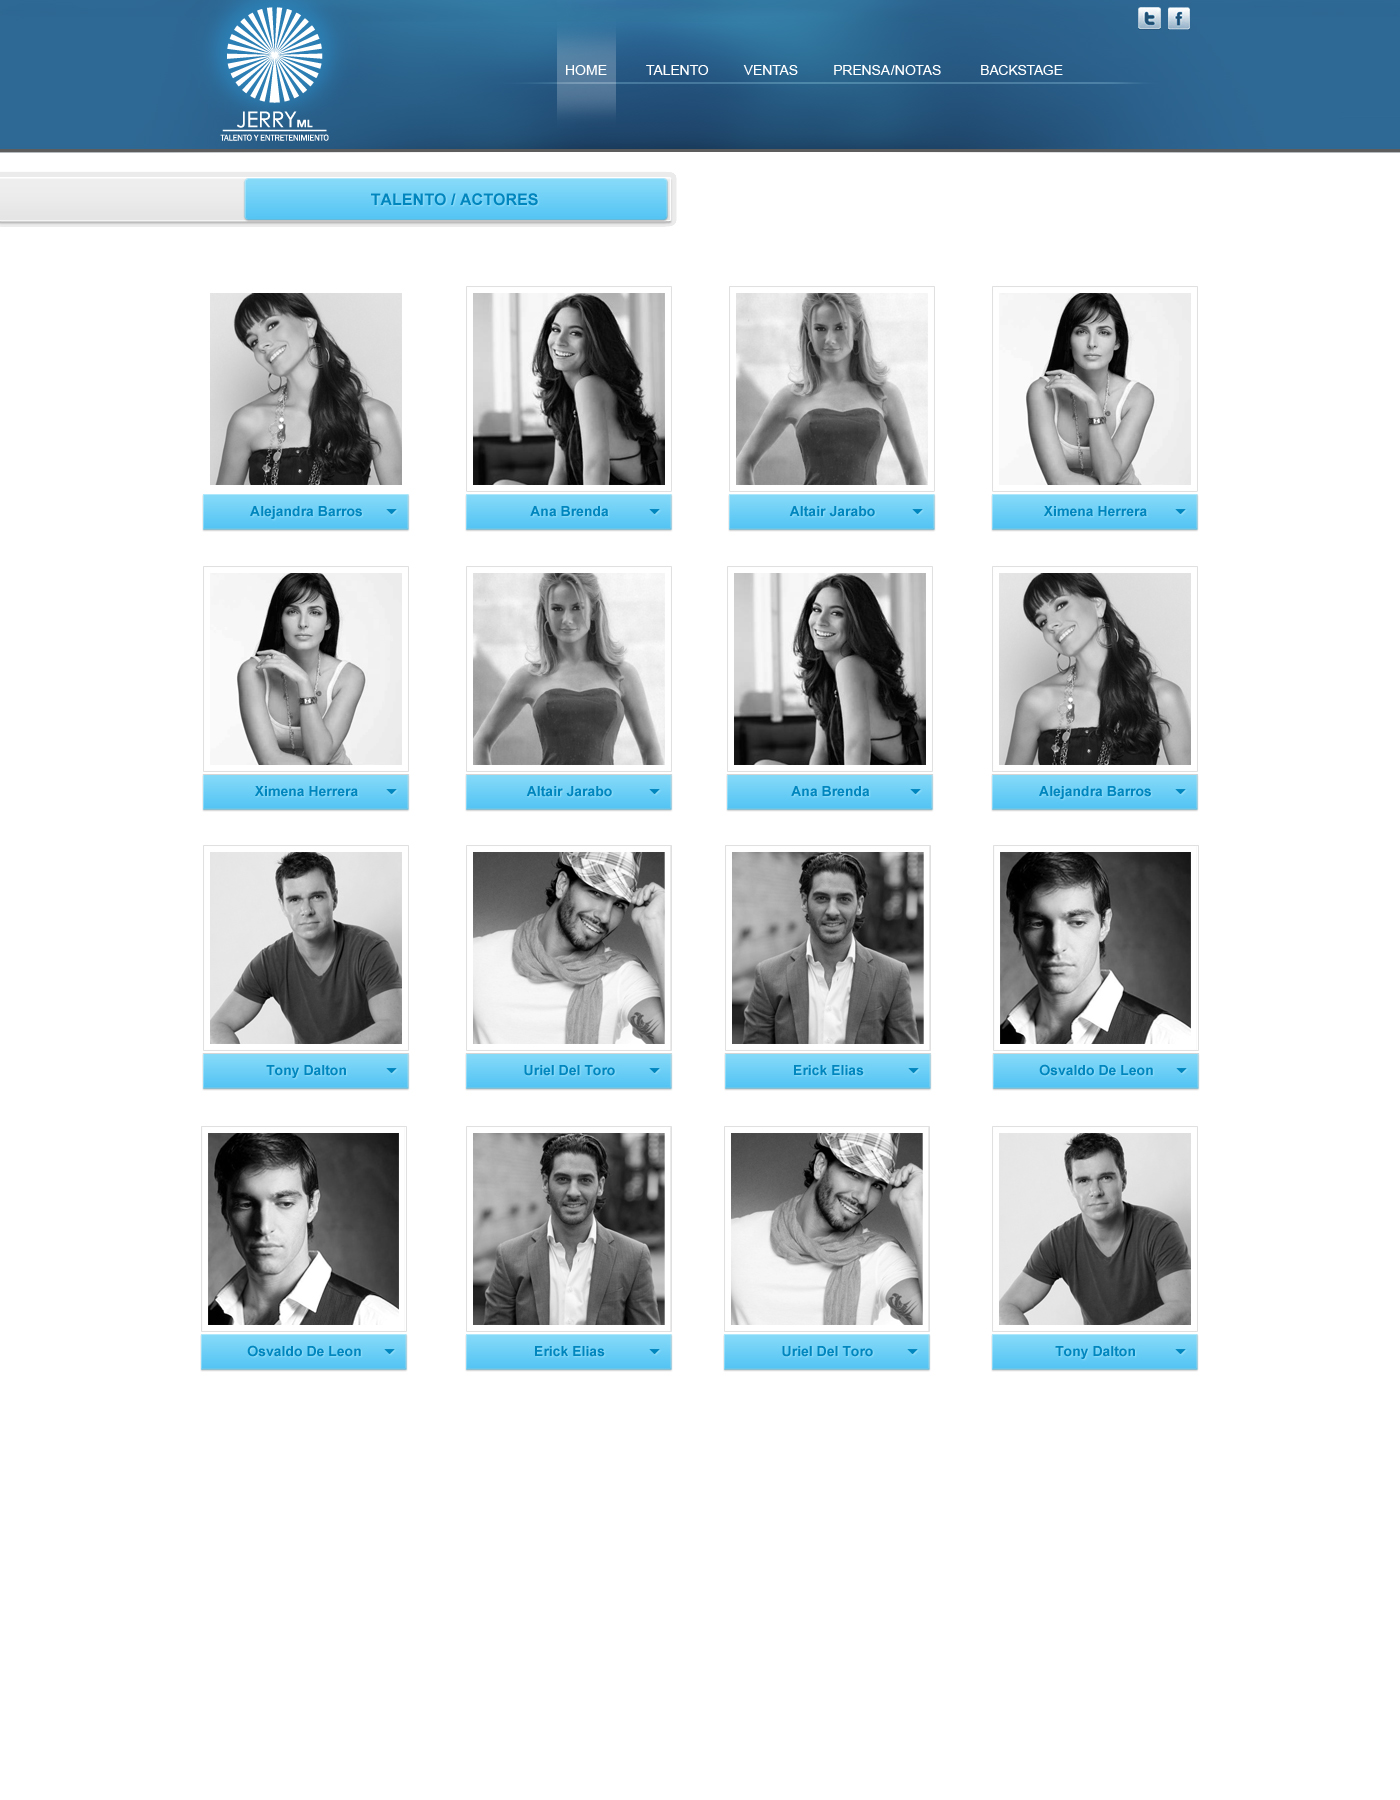 JERRY ML
TALENTO Y ENTRETENIMIENTO
HOME TALENTO VENTAS PRENSA/NOTAS BACKSTAGE
TALENTO / ACTORES
Alejandra Barros
Ana Brenda
Altair Jarabo
Ximena Herrera
Ximena Herrera
Altair Jarabo
Ana Brenda
Alejandra Barros
Tony Dalton
Uriel Del Toro
Erick Elias
Osvaldo De Leon
Osvaldo De Leon
Erick Elias
Uriel Del Toro
Tony Dalton